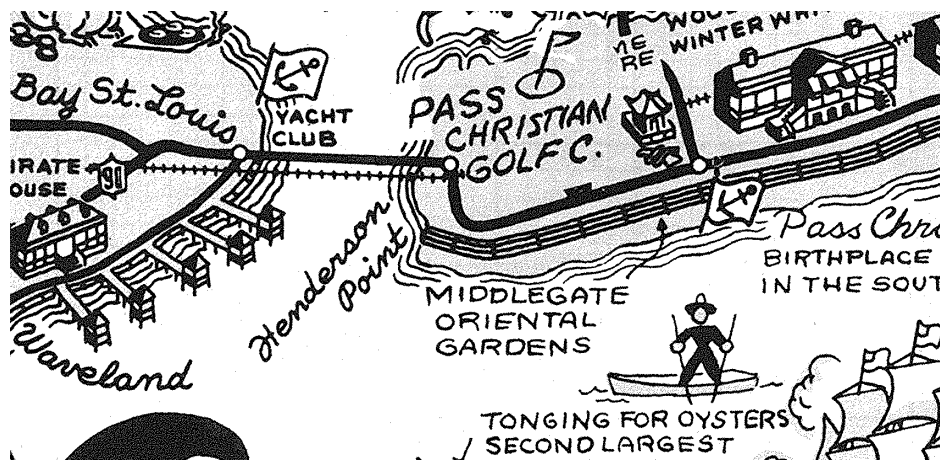 WINTER WH
Bay St. Louis
YACHT
CLUB
PASS
CHRISTIAN
GOLF C.
IRATE
OUSE
90
Henderson
Point
Pass Chr
BIRTHPLACE
IN THE SOUT
MIDDLEGATE
ORIENTAL
GARDENS
Waveland
TONGING FOR OYSTERS
SECOND LARGEST